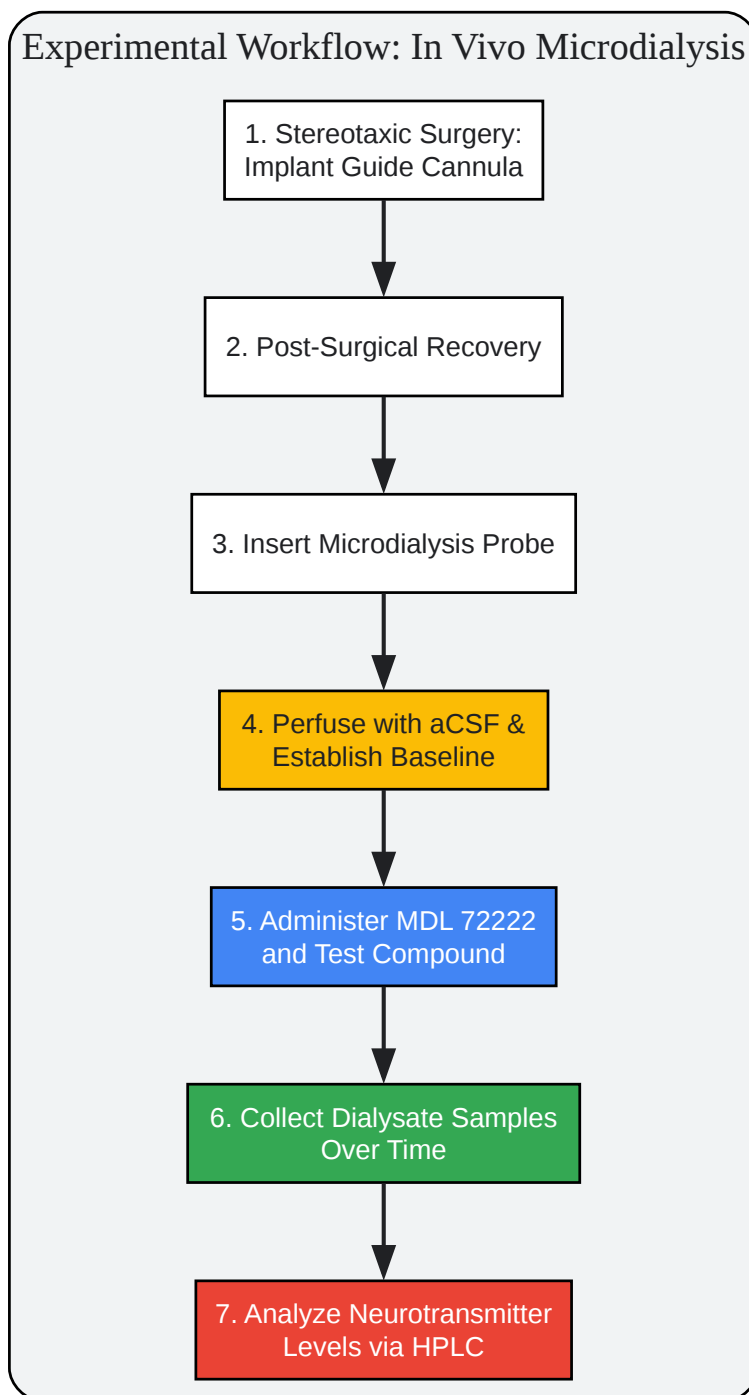 Experimental Workflow: In Vivo Microdialysis
1. Stereotaxic Surgery:
Implant Guide Cannula
2. Post-Surgical Recovery
3. Insert Microdialysis Probe
4. Perfuse with aCSF &
Establish Baseline
5. Administer MDL 72222
and Test Compound
6. Collect Dialysate Samples
Over Time
7. Analyze Neurotransmitter
Levels via HPLC